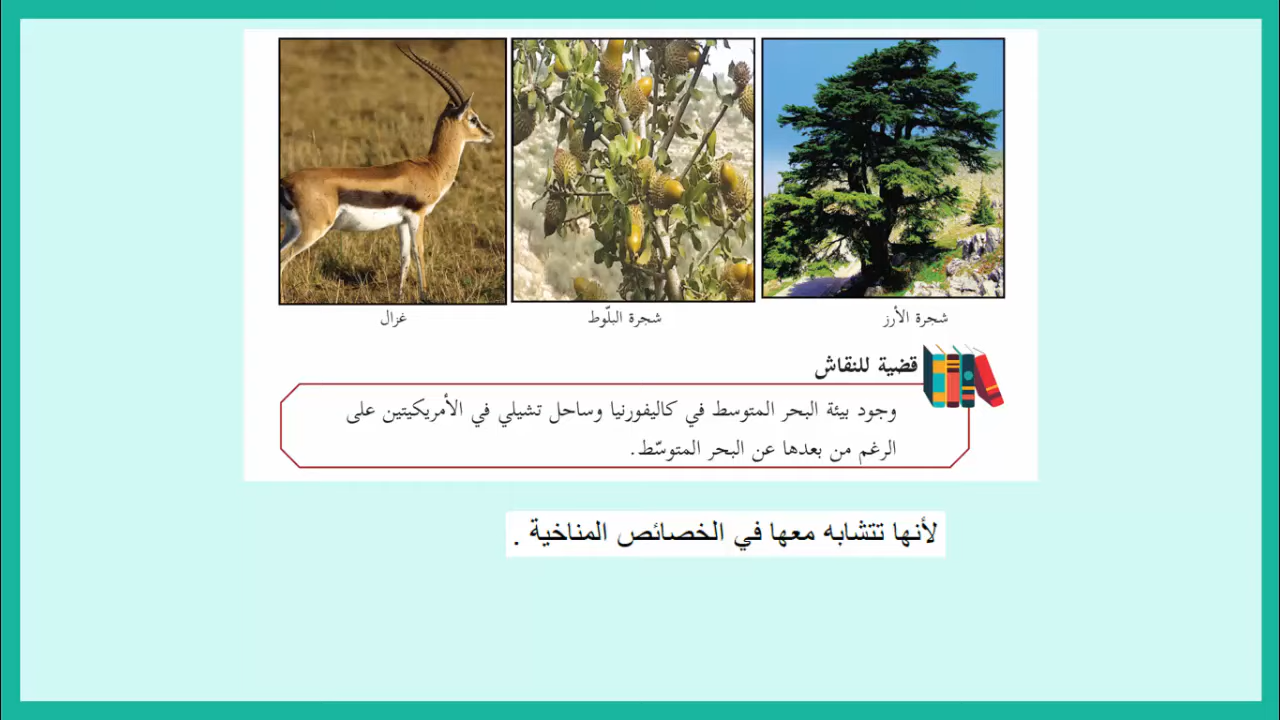 شجرة الأرز
شجرة البلّوط
غزال
قضية للنقاش
وجود بيئة البحر المتوسط في كاليفورنيا وساحل تشيلي في الأمريكيتين على
الرغم من بعدها عن البحر المتوسّط.
لأنها تتشابه معها في الخصائص المناخية .